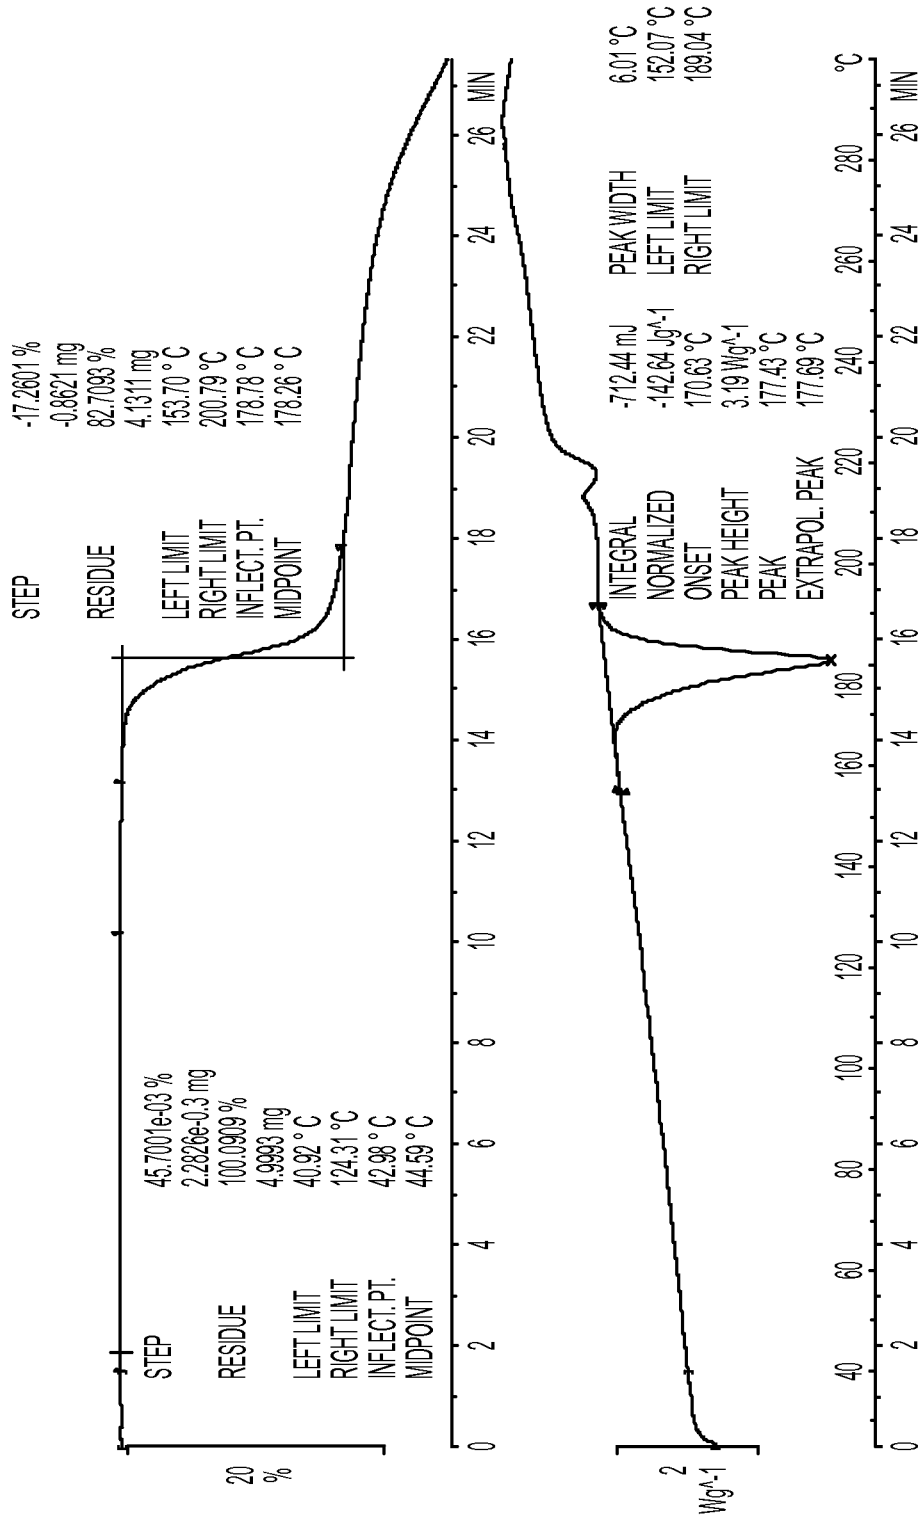 STEP -17.2601 %
-0.8621 mg
RESIDUE 82.7093 %
4.1311 mg
LEFT LIMIT 153.70 ° C
RIGHT LIMIT 200.79 ° C
INFLECT. PT. 178.78 ° C
MIDPOINT 178.26 ° C
20
%
STEP 45.7001e-03 %
2.2826e-0.3 mg
RESIDUE 100.0909 %
4.9993 mg
LEFT LIMIT 40.92 ° C
RIGHT LIMIT 124.31 ° C
INFLECT. PT. 42.98 ° C
MIDPOINT 44.59 ° C
0 2 4 6 8 10 12 14 16 18 20 22 24 26 MIN
2
Wg^-1
INTEGRAL -712.44 mJ PEAK WIDTH 6.01 °C
NORMALIZED -142.64 Jg^-1 LEFT LIMIT 152.07 °C
ONSET 170.63 °C RIGHT LIMIT 189.04 °C
PEAK HEIGHT 3.19 Wg^-1
PEAK 177.43 °C
EXTRAPOL. PEAK 177.69 °C
40 60 80 100 120 140 160 180 200 220 240 260 280 °C
0 2 4 6 8 10 12 14 16 18 20 22 24 26 MIN